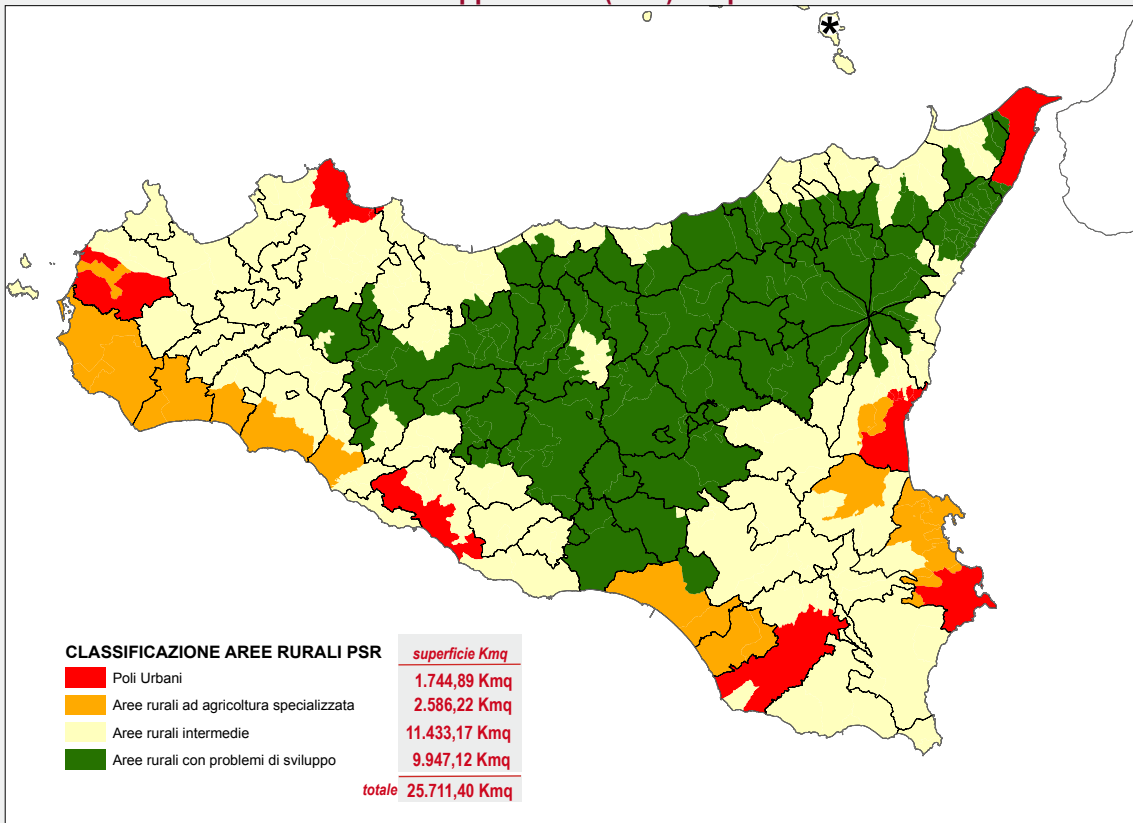 *
CLASSIFICAZIONE AREE RURALI PSR superficie Kmq
Poli Urbani 1.744,89 Kmq
Aree rurali ad agricoltura specializzata 2.586,22 Kmq
Aree rurali intermedie 11.433,17 Kmq
Aree rurali con problemi di sviluppo 9.947,12 Kmq
totale 25.711,40 Kmq